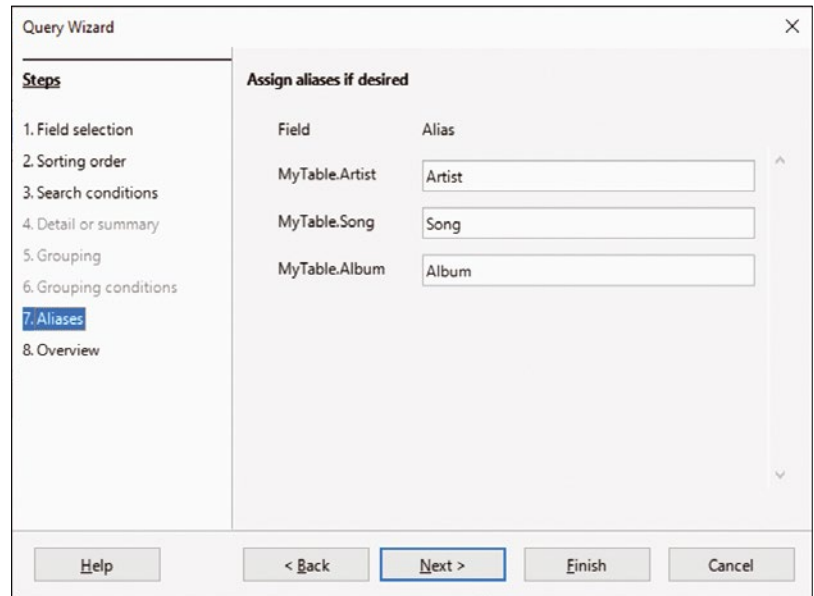 Query Wizard
Steps
1. Field selection
2. Sorting order
3. Search conditions
4. Detail or summary
5. Grouping
6. Grouping conditions
7. Aliases
8. Overview
Assign aliases if desired
Field Alias
MyTable.Artist Artist
MyTable.Song Song
MyTable.Album Album
Help < Back Next > Finish Cancel